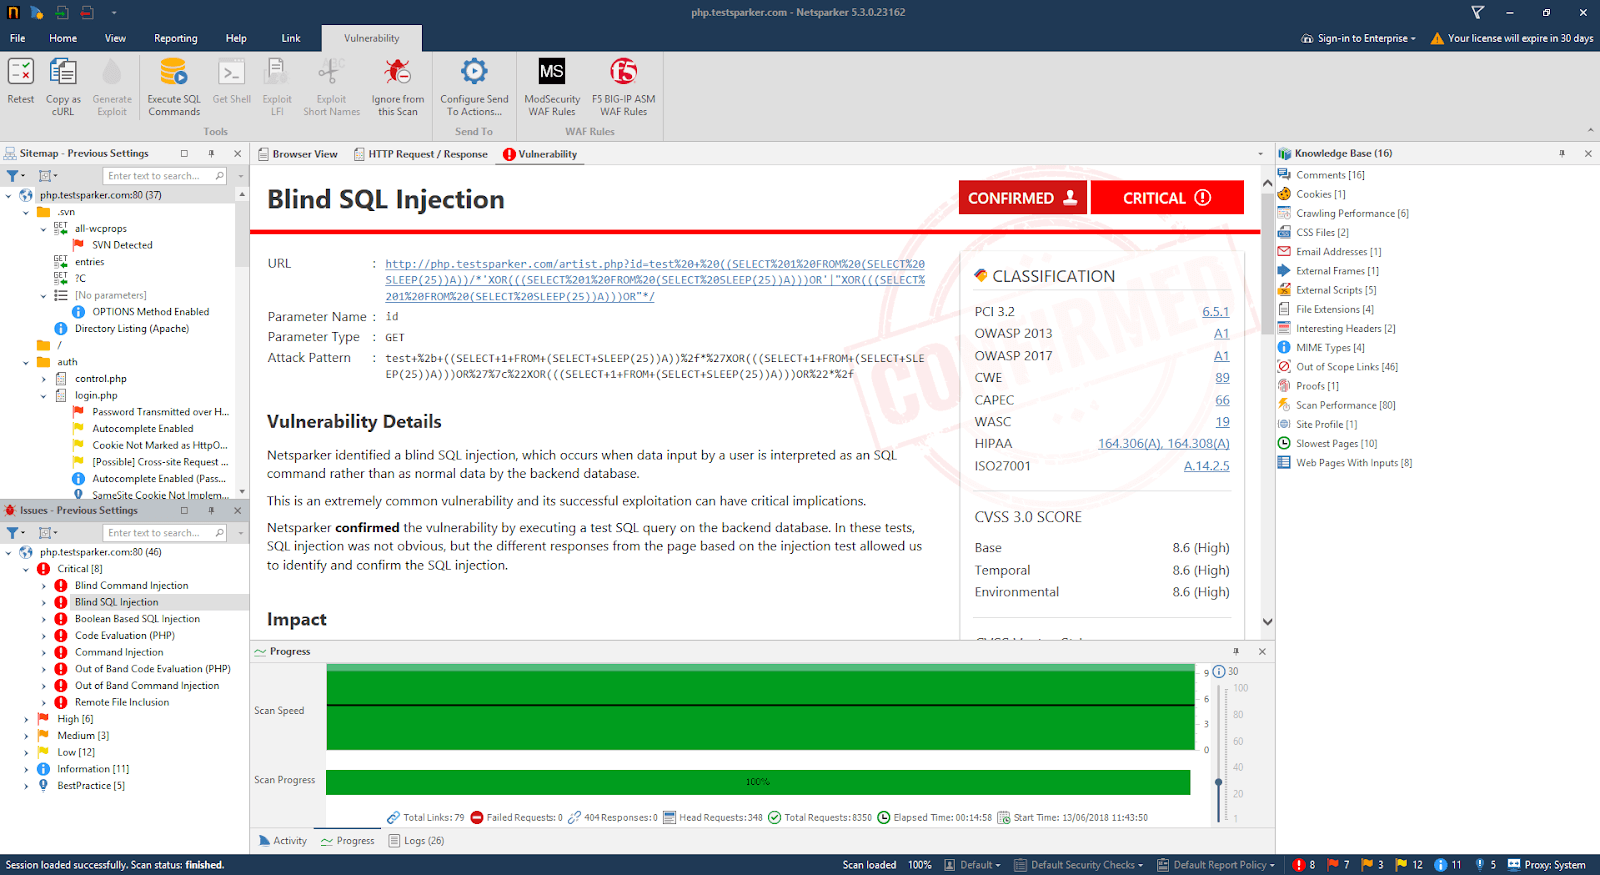 php.testsparker.com - Netsparker 5.3.0.23162
File Home View Reporting Help Link Vulnerability
Sign-in to Enterprise
Your license will expire in 30 days
Retest
Copy as cURL
Generate Exploit
Execute SQL Commands
Get Shell
Exploit LFI
Exploit Short Names
Ignore from this Scan
Configure Send To Actions...
MS
ModSecurity WAF Rules
f5
F5 BIG-IP ASM WAF Rules
Tools
Send To
WAF Rules
Sitemap - Previous Settings
Enter text to search...
php.testsparker.com:80 (37)
.svn
GET all-wcprops
SVN Detected
GET entries
GET ?C
[No parameters]
OPTIONS Method Enabled
Directory Listing (Apache)
/
auth
control.php
login.php
Password Transmitted over H...
Autocomplete Enabled
Cookie Not Marked as HttpO...
[Possible] Cross-site Request ...
Autocomplete Enabled (Pass...
SameSite Cookie Not Implem...
Issues - Previous Settings
Enter text to search...
php.testsparker.com:80 (46)
Critical [8]
Blind Command Injection
Blind SQL Injection
Boolean Based SQL Injection
Code Evaluation (PHP)
Command Injection
Out of Band Code Evaluation (PHP)
Out of Band Command Injection
Remote File Inclusion
High [6]
Medium [3]
Low [12]
Information [11]
BestPractice [5]
Browser View
HTTP Request / Response
Vulnerability
Blind SQL Injection
CONFIRMED
CRITICAL
CONFIRMED
URL : http://php.testsparker.com/artist.php?id=test%20+%20((SELECT%201%20FROM%20(SELECT%20
SLEEP(25))A))/*'XOR(((SELECT%201%20FROM%20(SELECT%20SLEEP(25))A)))OR'|"XOR(((SELECT%
201%20FROM%20(SELECT%20SLEEP(25))A)))OR"*/
Parameter Name : id
Parameter Type : GET
Attack Pattern : test+%2b+((SELECT+1+FROM+(SELECT+SLEEP(25))A))%2f*%27XOR(((SELECT+1+FROM+(SELECT+SLE
EP(25))A)))OR%27%7c%22XOR(((SELECT+1+FROM+(SELECT+SLEEP(25))A)))OR%22*%2f
Vulnerability Details
Netsparker identified a blind SQL injection, which occurs when data input by a user is interpreted as an SQL
command rather than as normal data by the backend database.
This is an extremely common vulnerability and its successful exploitation can have critical implications.
Netsparker confirmed the vulnerability by executing a test SQL query on the backend database. In these tests,
SQL injection was not obvious, but the different responses from the page based on the injection test allowed us
to identify and confirm the SQL injection.
Impact
CLASSIFICATION
PCI 3.2 6.5.1
OWASP 2013 A1
OWASP 2017 A1
CWE 89
CAPEC 66
WASC 19
HIPAA 164.306(A), 164.308(A)
ISO27001 A.14.2.5
CVSS 3.0 SCORE
Base 8.6 (High)
Temporal 8.6 (High)
Environmental 8.6 (High)
Progress
Scan Speed
9
6
3
0
30
100
80
60
40
20
1
Scan Progress
100%
Total Links: 79 Failed Requests: 0 404 Responses: 0 Head Requests: 348 Total Requests: 8350 Elapsed Time: 00:14:58 Start Time: 13/06/2018 11:43:50
Activity Progress Logs (26)
Knowledge Base (16)
Comments [16]
Cookies [1]
Crawling Performance [6]
CSS Files [2]
Email Addresses [1]
External Frames [1]
External Scripts [5]
File Extensions [4]
Interesting Headers [2]
MIME Types [4]
Out of Scope Links [46]
Proofs [1]
Scan Performance [80]
Site Profile [1]
Slowest Pages [10]
Web Pages With Inputs [8]
Session loaded successfully. Scan status: finished.
Scan loaded 100% Default Default Security Checks Default Report Policy 8 7 3 12 11 5 Proxy: System